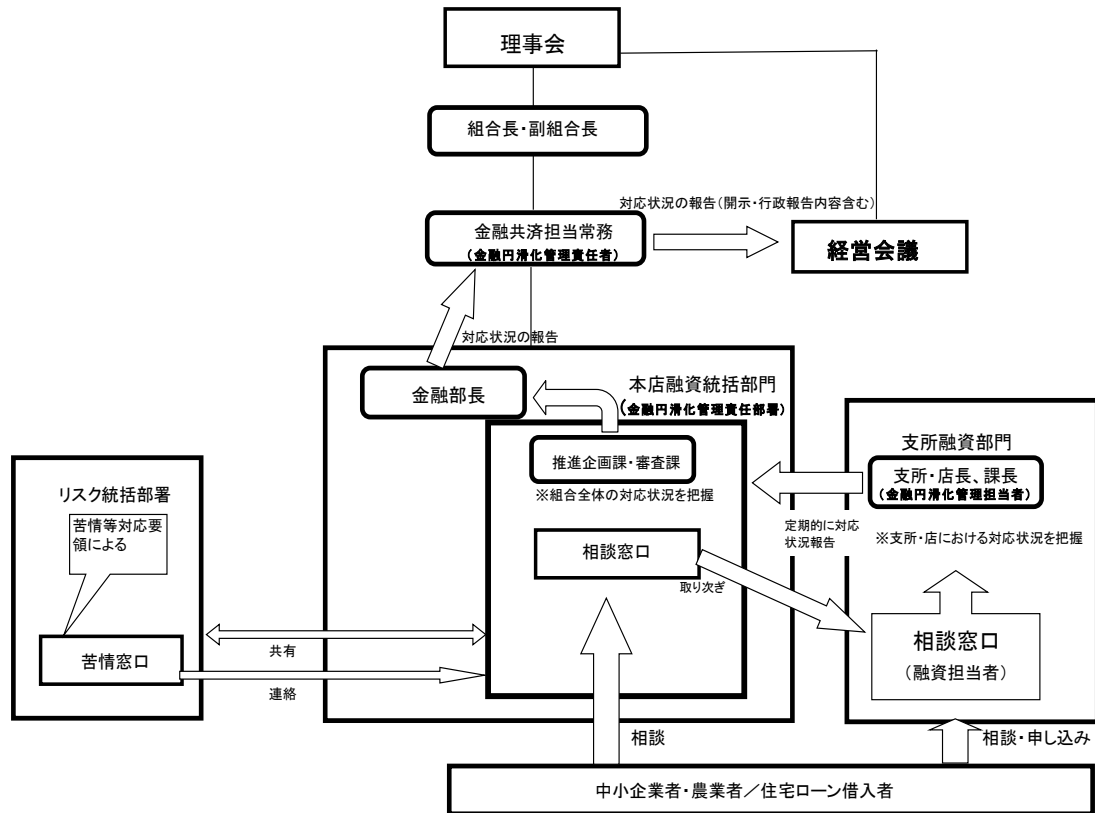 理事会
組合長・副組合長
対応状況の報告（開示・行政報告内容含む）
金融共済担当常務
（金融円滑化管理責任者）
経営会議
対応状況の報告
金融部長
本店融資統括部門
（金融円滑化管理責任部署）
推進企画課・審査課
※組合全体の対応状況を把握
相談窓口
取り次ぎ
支所融資部門
支所・店長、課長
（金融円滑化管理担当者）
定期的に対応
状況報告
※支所・店における対応状況を把握
相談窓口
（融資担当者）
リスク統括部署
苦情等対応要
領による
苦情窓口
共有
連絡
相談
相談・申し込み
中小企業者・農業者／住宅ローン借入者